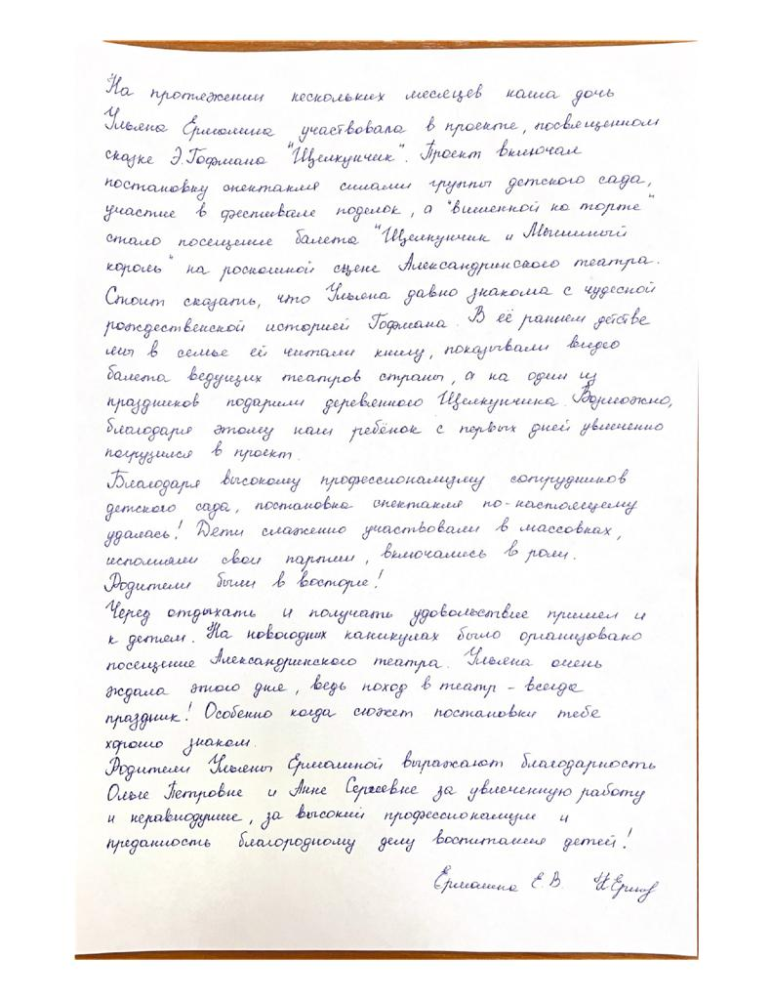 На протяжении нескольких месяцев наша дочь
Ульяна Ермолина участвовала в проекте, посвященном
сказке Э.Гофмана "Щелкунчик". Проект включал
постановку спектакля силами группы детского сада,
участие в фестивале поделок, а "вишенкой на торте"
стало посещение балета "Щелкунчик и Мышиный
король" на роскошной сцене Александринского театра.
Стоит сказать, что Ульяна давно знакома с чудесной
рождественской историей Гофмана. В её раннем детстве
мы в семье ей читали книгу, показывали видео
балета ведущих театров страны, а на один из
праздников подарили деревянного Щелкунчика. Возможно,
благодаря этому наш ребёнок с первых дней увлеченно
погрузился в проект.
Благодаря высокому профессионализму сотрудников
детского сада, постановка спектакля по-настоящему
удалась! Дети слаженно участвовали в массовках,
исполняли свои партии, включались в роли.
Родители были в восторге!
Черед отдыхать и получать удовольствие пришел и
к детям. На новогодних каникулах было организовано
посещение Александринского театра. Ульяна очень
ждала этого дня, ведь поход в театр - всегда
праздник! Особенно когда сюжет постановки тебе
хорошо знаком.
Родители Ульяны Ермолиной выражают благодарность
Ольге Петровне и Анне Сергеевне за увлеченную работу
и неравнодушие, за высокий профессионализм и
преданность благородному делу воспитания детей!
Ермолина Е.В.